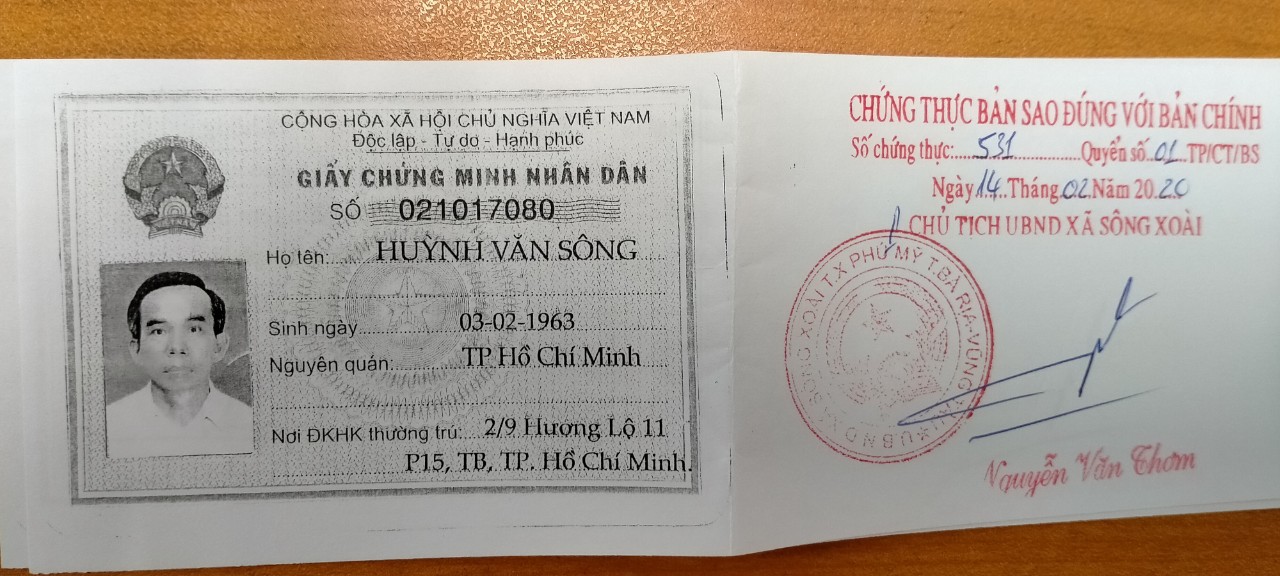 CỘNG HÒA XÃ HỘI CHỦ NGHĨA VIỆT NAM
Độc lập - Tự do - Hạnh phúc
GIẤY CHỨNG MINH NHÂN DÂN
SỐ 021017080
Họ tên: HUỲNH VĂN SÔNG
Sinh ngày 03-02-1963
Nguyên quán: TP Hồ Chí Minh
Nơi ĐKHK thường trú: 2/9 Hương Lộ 11
P15, TB, TP. Hồ Chí Minh.
CHỨNG THỰC BẢN SAO ĐÚNG VỚI BẢN CHÍNH
Số chứng thực: 531 Quyển số 01 TP/CT/BS
Ngày 14 Tháng 02 Năm 2020
CHỦ TỊCH UBND XÃ SÔNG XOÀI
U.B.N.D XÃ SÔNG XOÀI T.X PHÚ MỸ T.BÀ RỊA-VŨNG
Nguyễn Văn Thơm